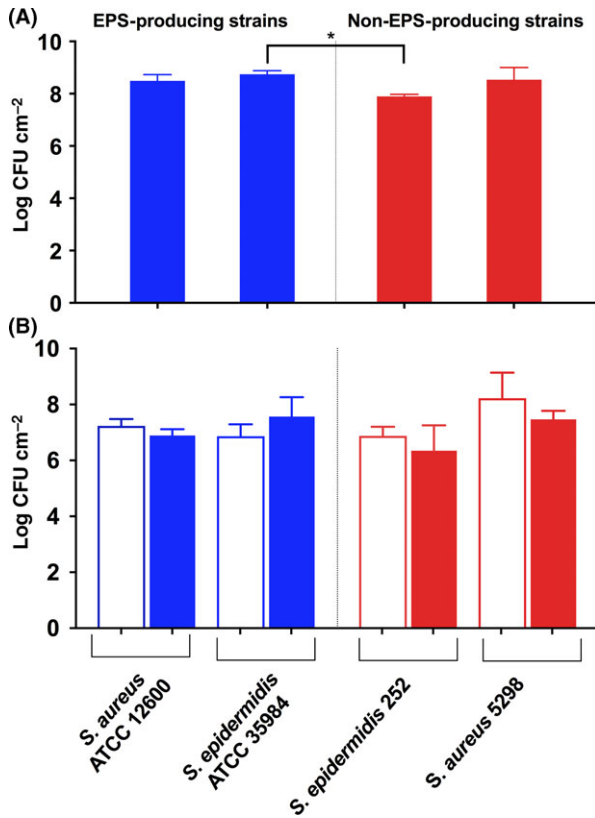 (A)
EPS-producing strains
Non-EPS-producing strains
*
10
8
6
4
2
0
Log CFU cm⁻²
(B)
10
8
6
4
2
0
Log CFU cm⁻²
S. aureus
ATCC 12600
S. epidermidis
ATCC 35984
S. epidermidis 252
S. aureus 5298